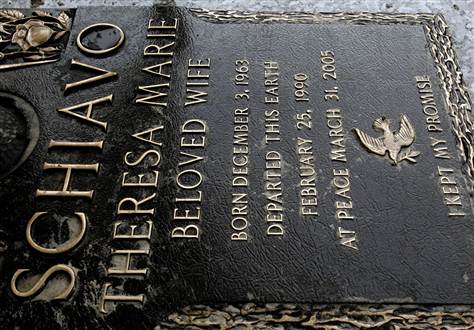 SCHIAVO
THERESA MARIE
BELOVED WIFE
BORN DECEMBER 3, 1963
DEPARTED THIS EARTH
FEBRUARY 25, 1990
AT PEACE MARCH 31, 2005
I KEPT MY PROMISE